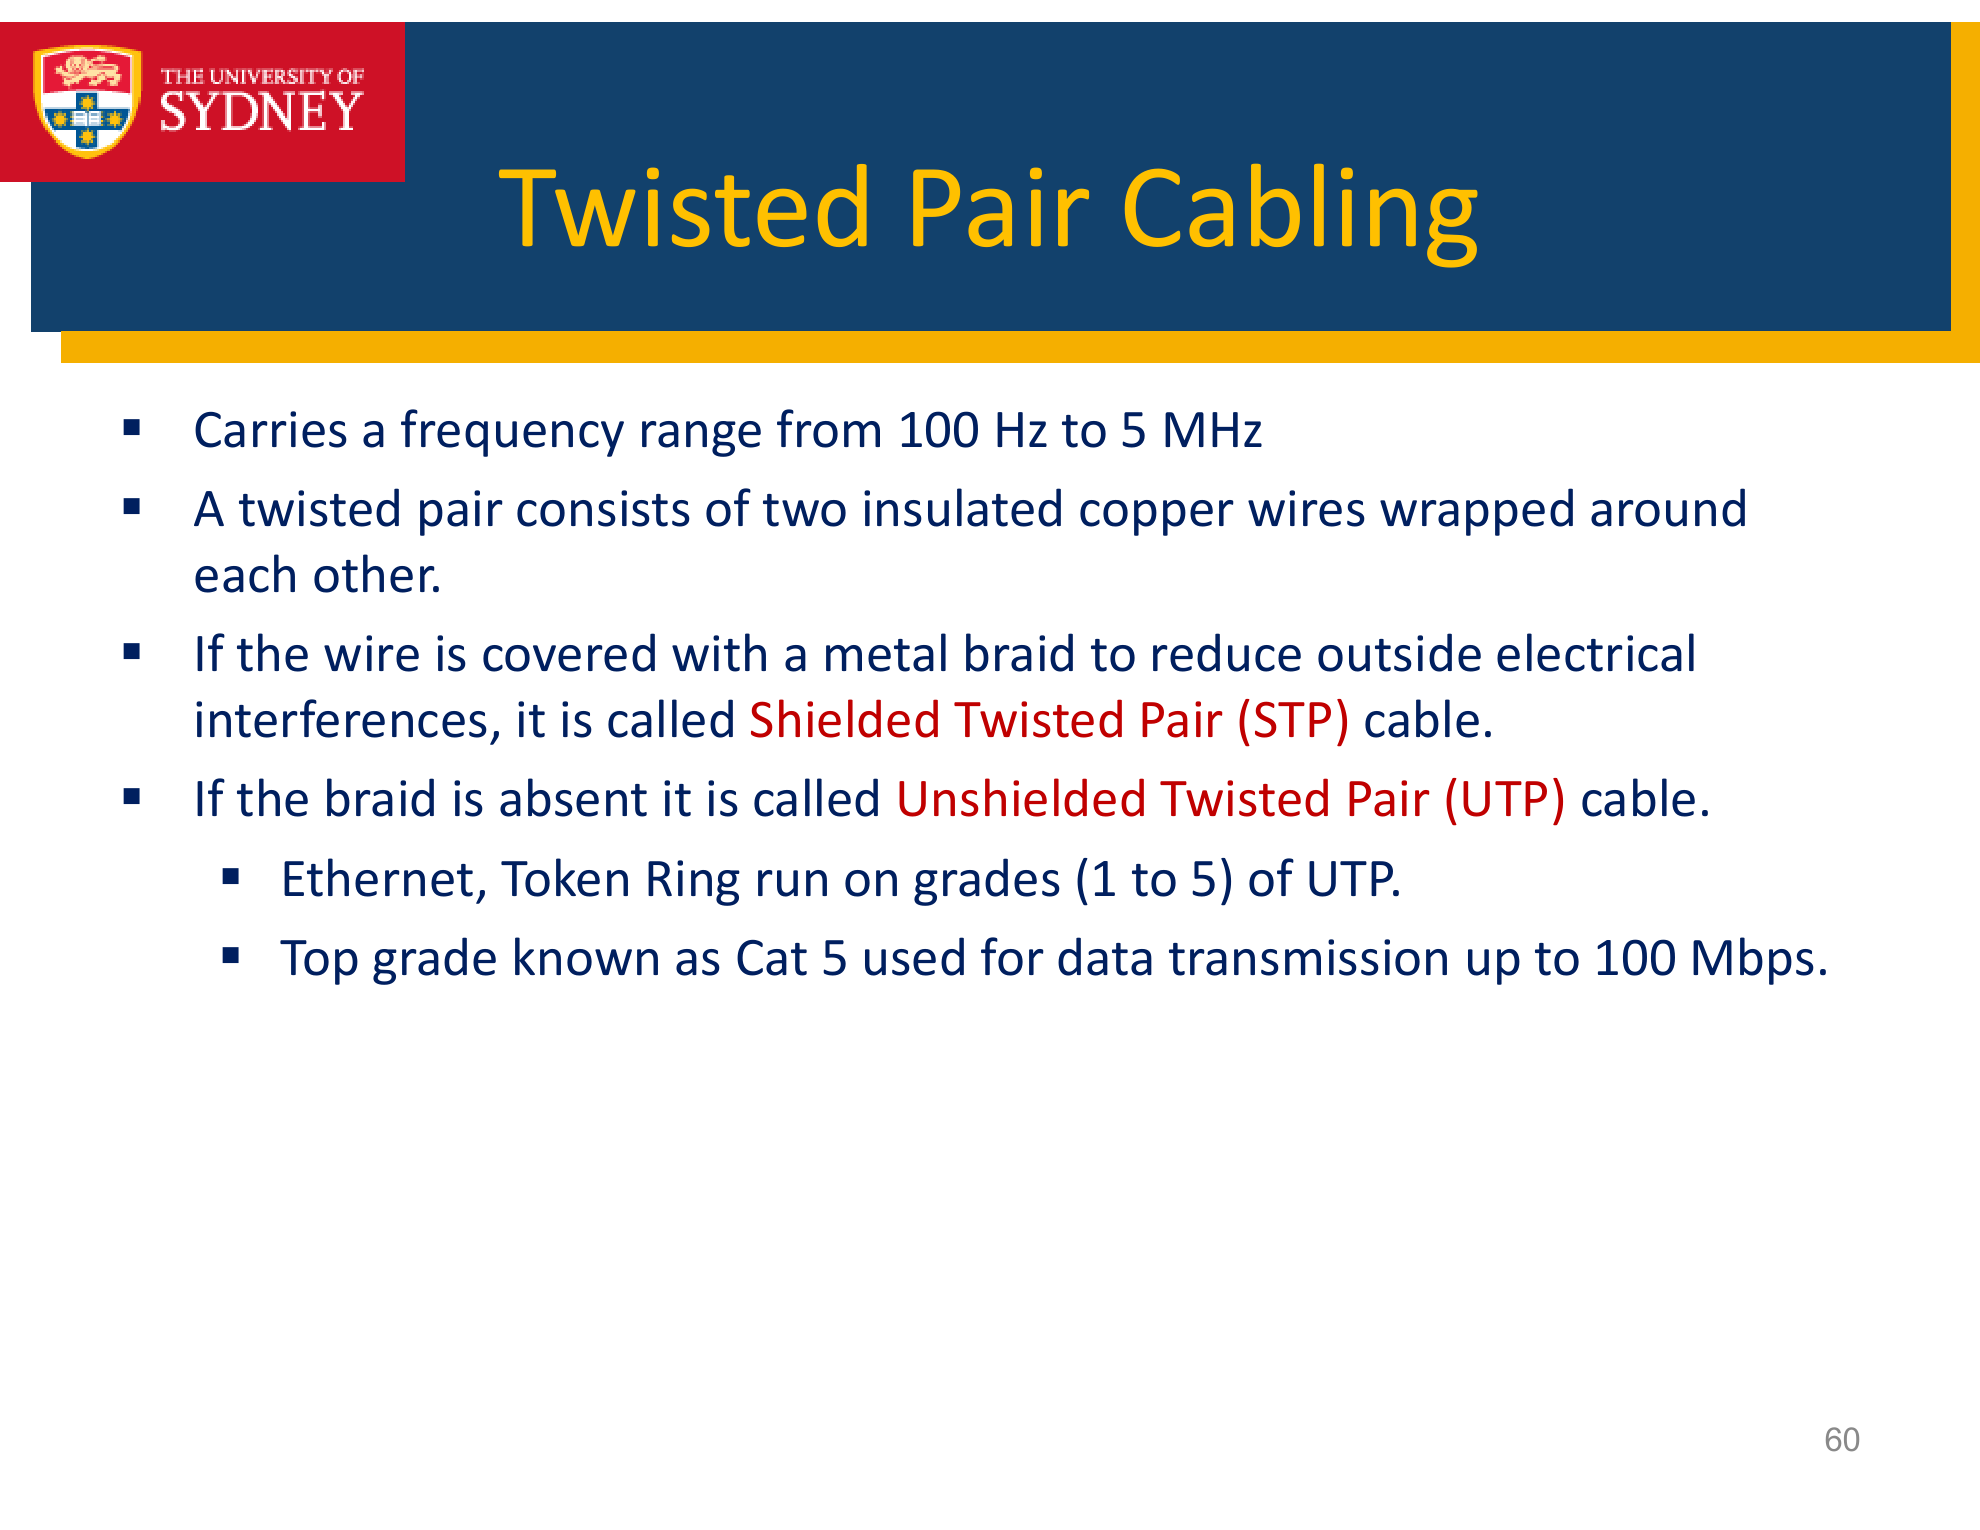 THE UNIVERSITY OF
SYDNEY
Twisted Pair Cabling
▪ Carries a frequency range from 100 Hz to 5 MHz
▪ A twisted pair consists of two insulated copper wires wrapped around
each other.
▪ If the wire is covered with a metal braid to reduce outside electrical
interferences, it is called Shielded Twisted Pair (STP) cable.
▪ If the braid is absent it is called Unshielded Twisted Pair (UTP) cable.
▪ Ethernet, Token Ring run on grades (1 to 5) of UTP.
▪ Top grade known as Cat 5 used for data transmission up to 100 Mbps.
60